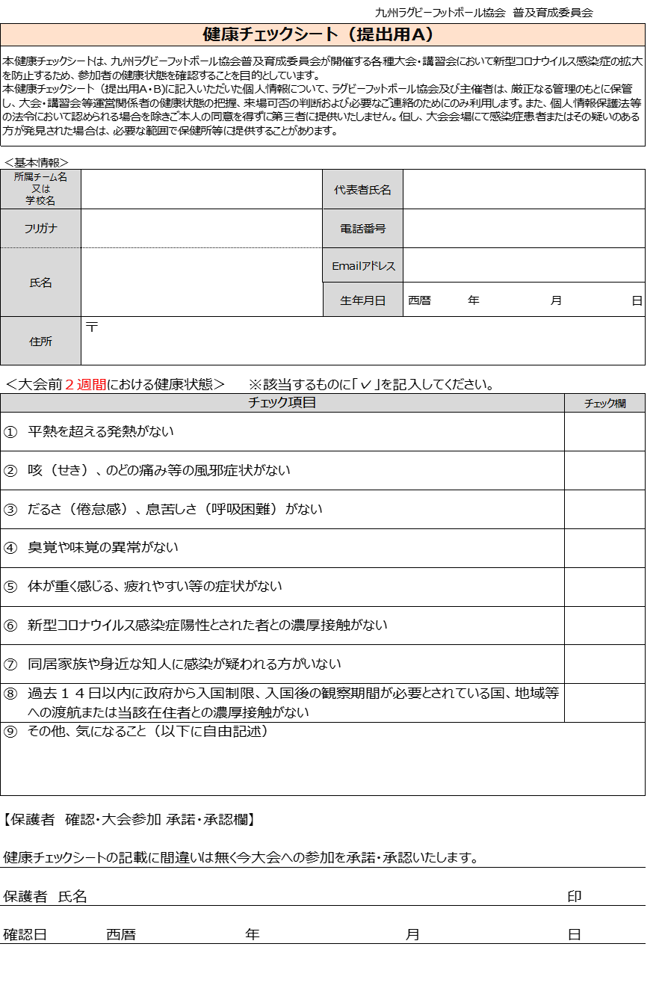 九州ラグビーフットボール協会　普及育成委員会
健康チェックシート（提出用A）
本健康チェックシートは、九州ラグビーフットボール協会普及育成委員会が開催する各種大会・講習会において新型コロナウイルス感染症の拡大
を防止するため、参加者の健康状態を確認することを目的としています。
本健康チェックシート（提出用A・B)に記入いただいた個人情報について、ラグビーフットボール協会及び主催者は、厳正なる管理のもとに保管
し、大会・講習会等運営関係者の健康状態の把握、来場可否の判断および必要なご連絡のためにのみ利用します。また、個人情報保護法等
の法令において認められる場合を除きご本人の同意を得ずに第三者に提供いたしません。但し、大会会場にて感染症患者またはその疑いのある
方が発見された場合は、必要な範囲で保健所等に提供することがあります。
＜基本情報＞
所属チーム名
又は
学校名
代表者氏名
フリガナ
電話番号
氏名
Emailアドレス
生年月日 西暦 年 月 日
住所 〒
＜大会前２週間における健康状態＞　※該当するものに「✓」を記入してください。
チェック項目 チェック欄
① 平熱を超える発熱がない
② 咳（せき）、のどの痛み等の風邪症状がない
③ だるさ（倦怠感）、息苦しさ（呼吸困難）がない
④ 臭覚や味覚の異常がない
⑤ 体が重く感じる、疲れやすい等の症状がない
⑥ 新型コロナウイルス感染症陽性とされた者との濃厚接触がない
⑦ 同居家族や身近な知人に感染が疑われる方がいない
⑧ 過去１４日以内に政府から入国制限、入国後の観察期間が必要とされている国、地域等
への渡航または当該在住者との濃厚接触がない
⑨ その他、気になること（以下に自由記述）
【保護者　確認・大会参加 承諾・承認欄】
健康チェックシートの記載に間違いは無く今大会への参加を承諾・承認いたします。
保護者　氏名 印
確認日 西暦 年 月 日